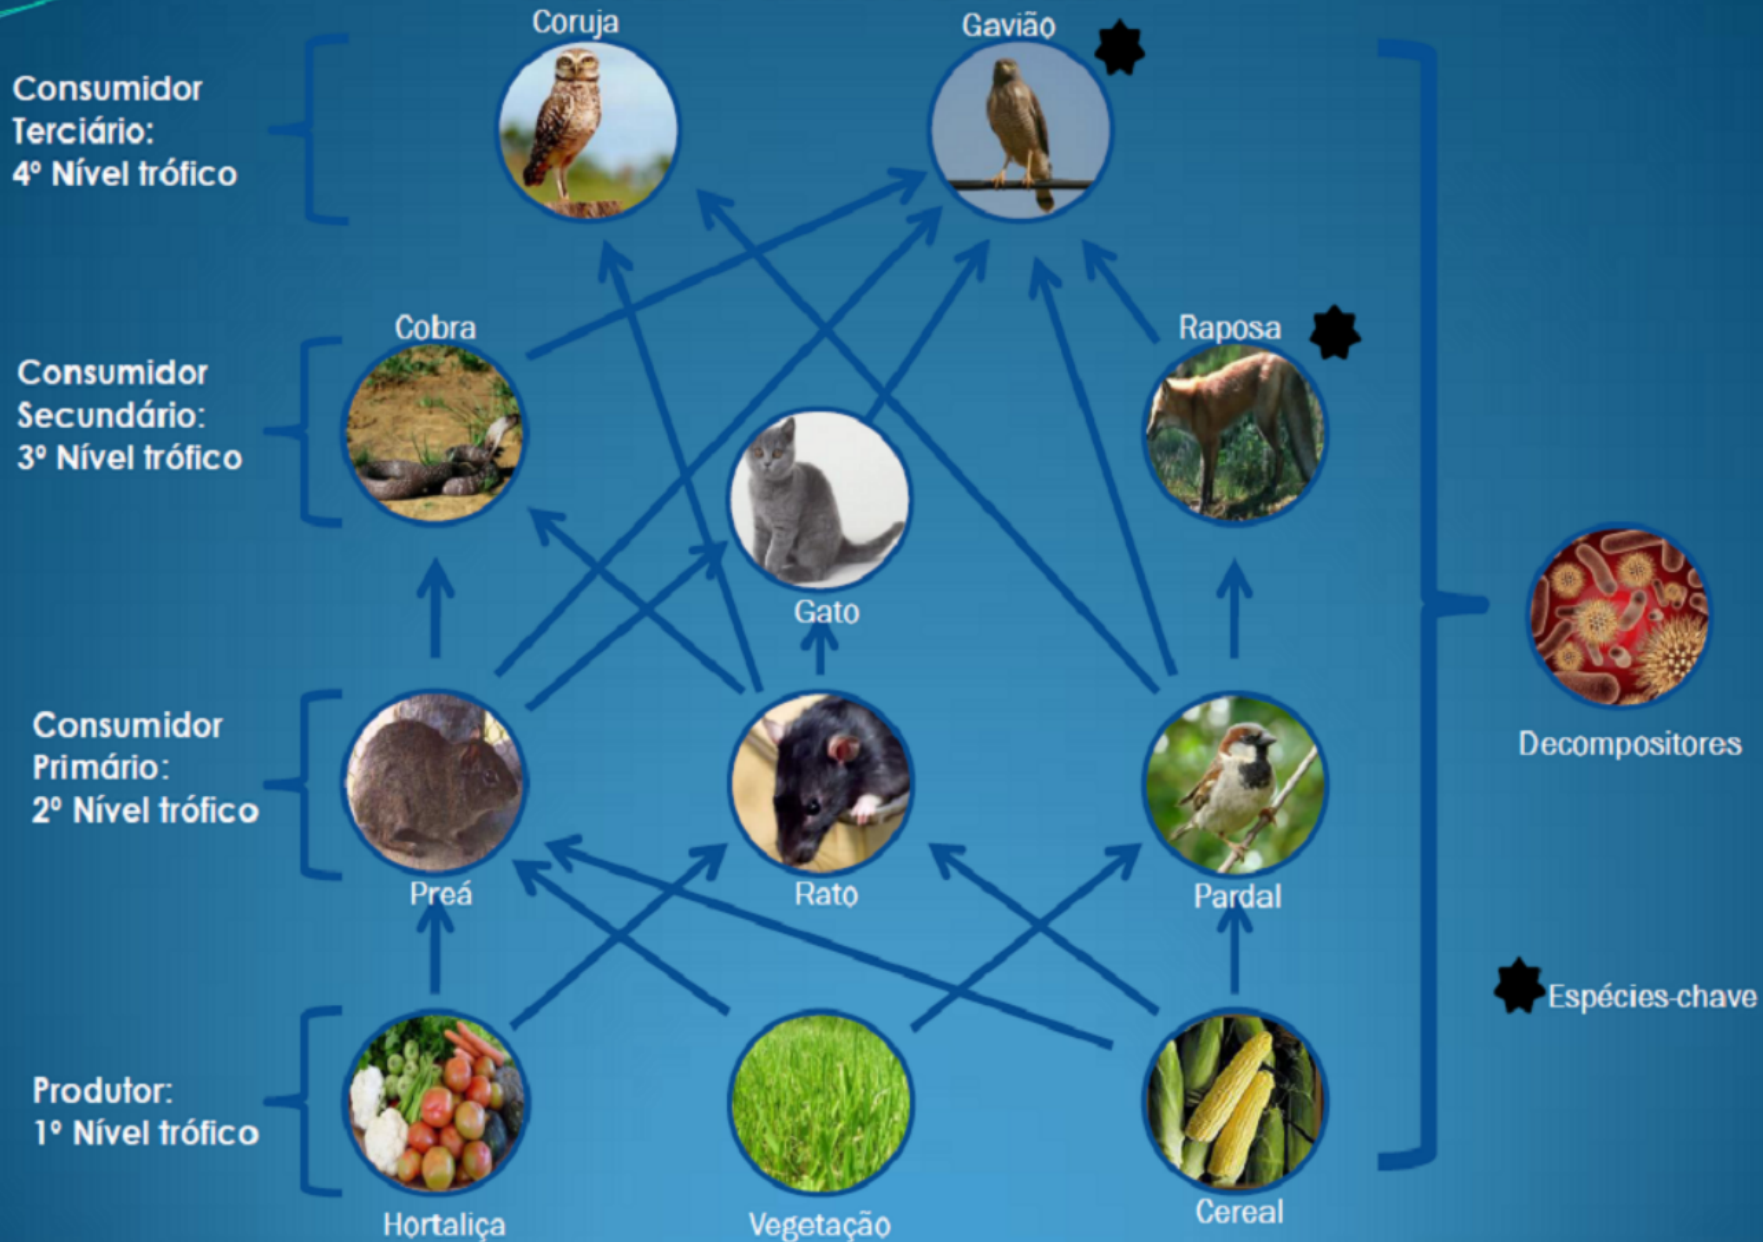 Coruja
Gavião
Consumidor
Terciário:
4º Nível trófico
Cobra
Raposa
Consumidor
Secundário:
3º Nível trófico
Gato
Decompositores
Consumidor
Primário:
2º Nível trófico
Preá
Rato
Pardal
Espécies-chave
Produtor:
1º Nível trófico
Hortaliça
Vegetação
Cereal